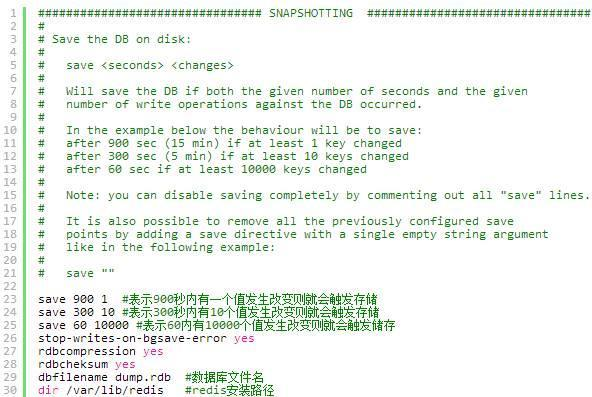 1 ################################ SNAPSHOTTING ################################
2 #
3 # Save the DB on disk:
4 #
5 #   save <seconds> <changes>
6 #
7 #   Will save the DB if both the given number of seconds and the given
8 #   number of write operations against the DB occurred.
9 #
10 #   In the example below the behaviour will be to save:
11 #   after 900 sec (15 min) if at least 1 key changed
12 #   after 300 sec (5 min) if at least 10 keys changed
13 #   after 60 sec if at least 10000 keys changed
14 #
15 #   Note: you can disable saving completely by commenting out all "save" lines.
16 #
17 #   It is also possible to remove all the previously configured save
18 #   points by adding a save directive with a single empty string argument
19 #   like in the following example:
20 #
21 #   save ""
22
23 save 900 1  #表示900秒内有一个值发生改变则就会触发存储
24 save 300 10 #表示300秒内有10个值发生改变则就会触发存储
25 save 60 10000 #表示60内有10000个值发生改变则就会触发储存
26 stop-writes-on-bgsave-error yes
27 rdbcompression yes
28 rdbcheksum yes
29 dbfilename dump.rdb  #数据库文件名
30 dir /var/lib/redis   #redis安装路径